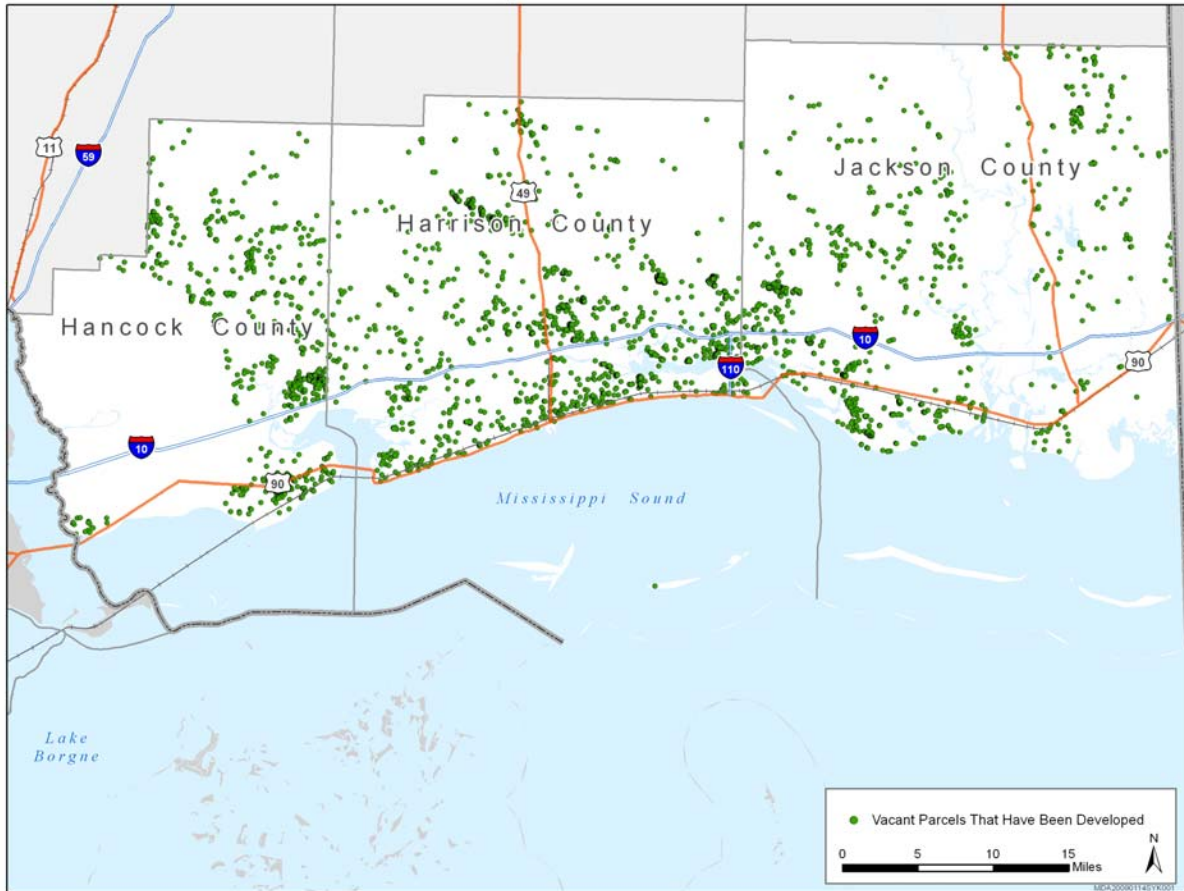 11
59
49
Jackson County
Harrison County
Hancock County
10
90
110
10
90
Mississippi Sound
Lake
Borgne
Vacant Parcels That Have Been Developed
N
0 5 10 15
Miles
MDA20090114SYK001